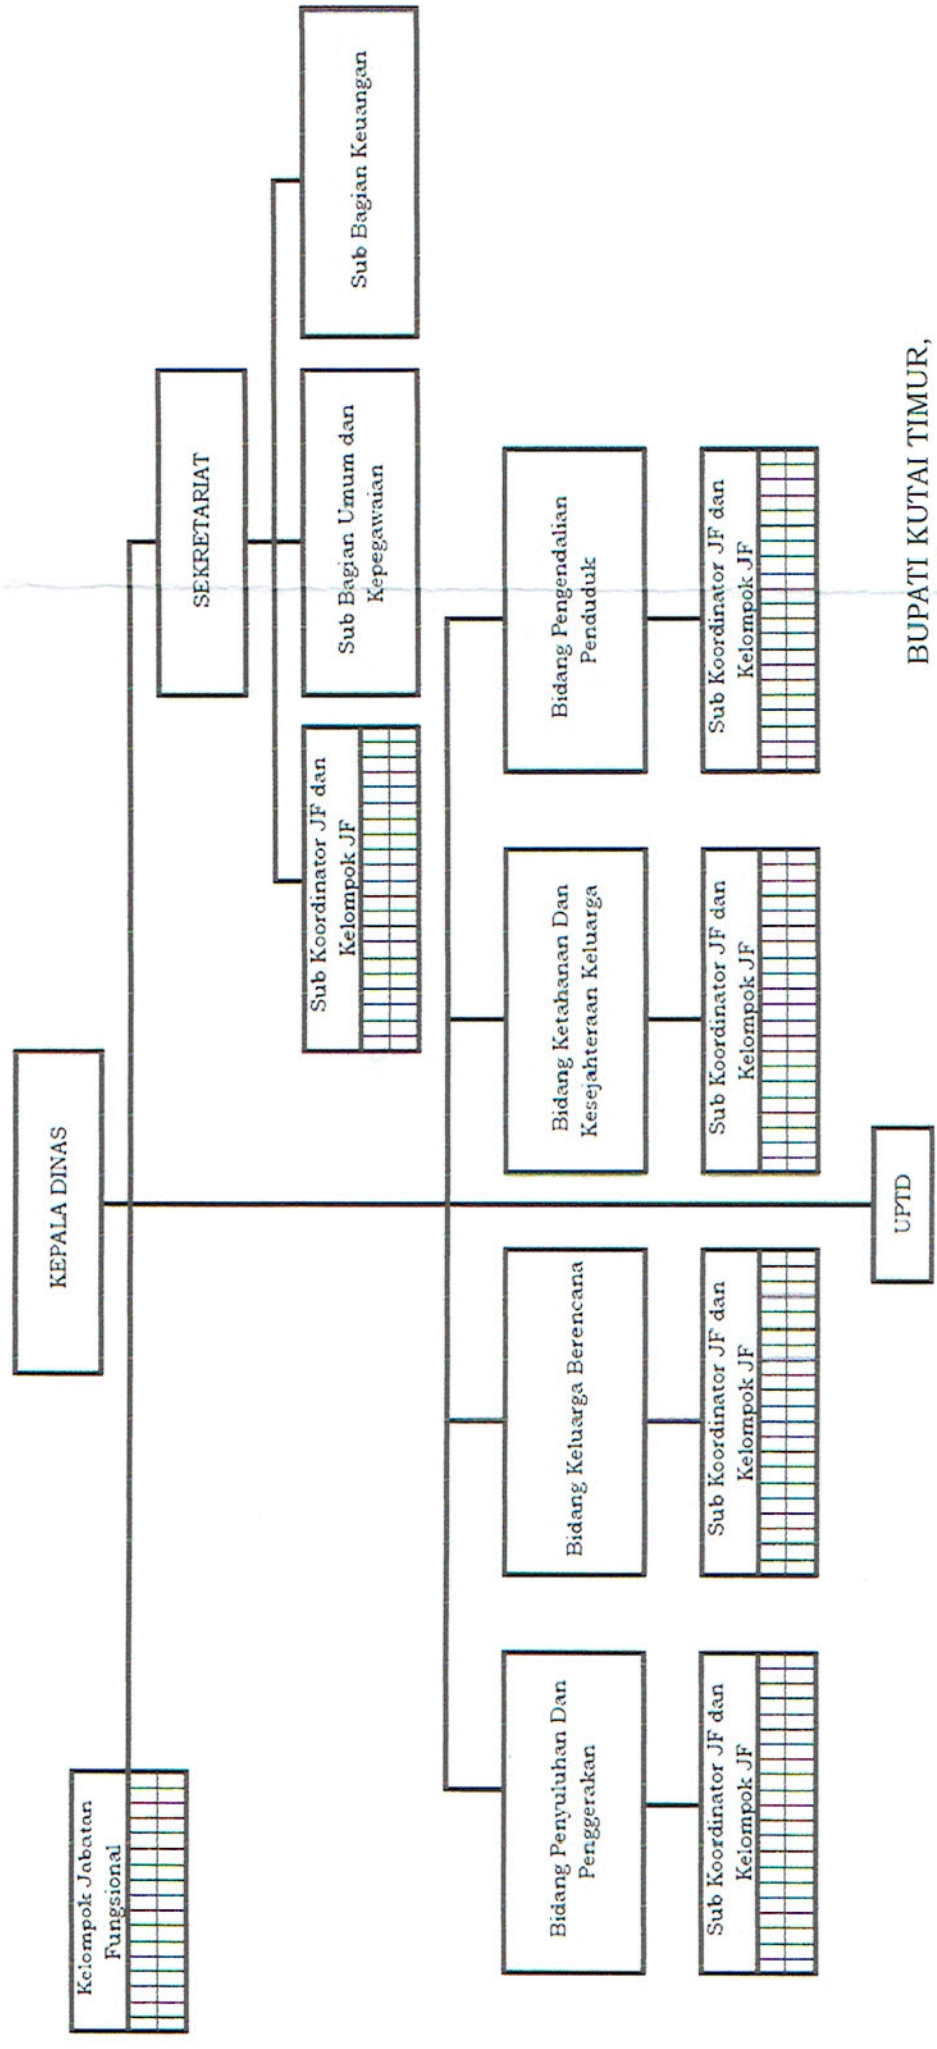 KEPALA DINAS
Kelompok Jabatan
Fungsional
SEKRETARIAT
Sub Koordinator JF dan
Kelompok JF
Sub Bagian Umum dan
Kepegawaian
Sub Bagian Keuangan
Bidang Penyuluhan Dan
Penggerakan
Bidang Keluarga Berencana
Bidang Ketahanan Dan
Kesejahteraan Keluarga
Bidang Pengendalian
Penduduk
Sub Koordinator JF dan
Kelompok JF
Sub Koordinator JF dan
Kelompok JF
Sub Koordinator JF dan
Kelompok JF
Sub Koordinator JF dan
Kelompok JF
UPTD
BUPATI KUTAI TIMUR,